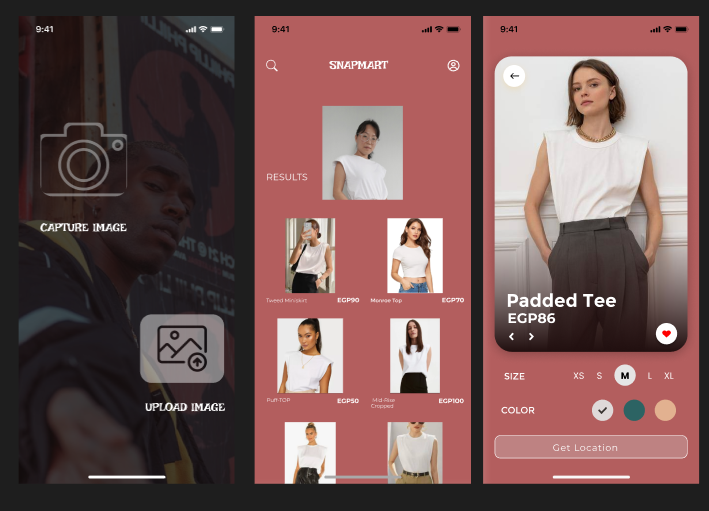 9:41
CAPTURE IMAGE
UPLOAD IMAGE
9:41
SNAPMART
RESULTS
Tweed Miniskirt EGP90
Monroe Top EGP70
Puff-TOP EGP50
Mid-Rise
Cropped
EGP100
9:41
Padded Tee
EGP86
SIZE XS S M L XL
COLOR
Get Location